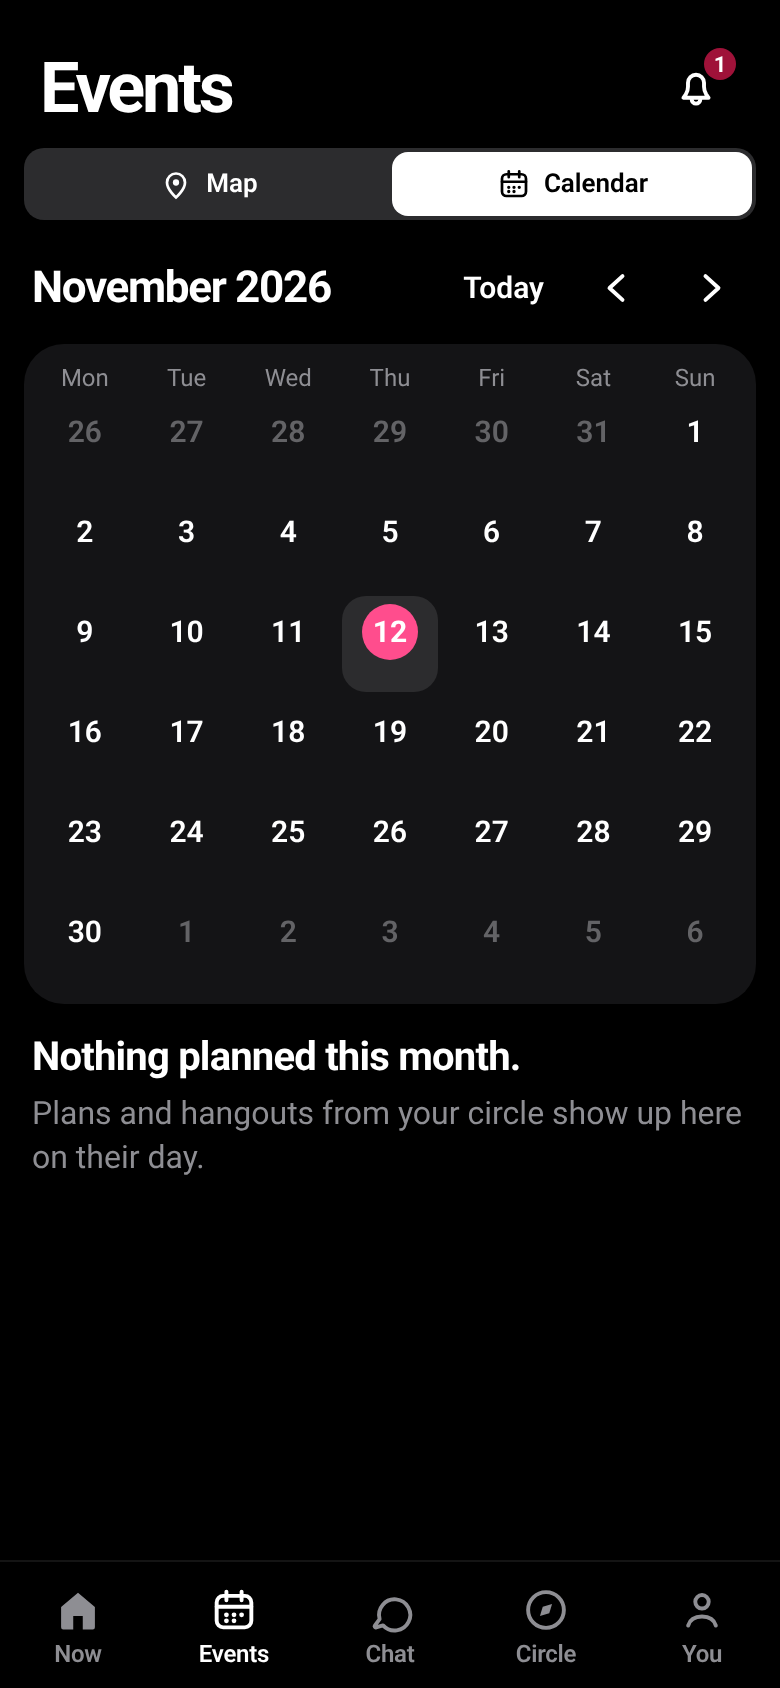 Events
1
Map
Calendar
November 2026
Today
Mon Tue Wed Thu Fri Sat Sun
26 27 28 29 30 31 1
2 3 4 5 6 7 8
9 10 11 12 13 14 15
16 17 18 19 20 21 22
23 24 25 26 27 28 29
30 1 2 3 4 5 6
Nothing planned this month.
Plans and hangouts from your circle show up here
on their day.
Now Events Chat Circle You